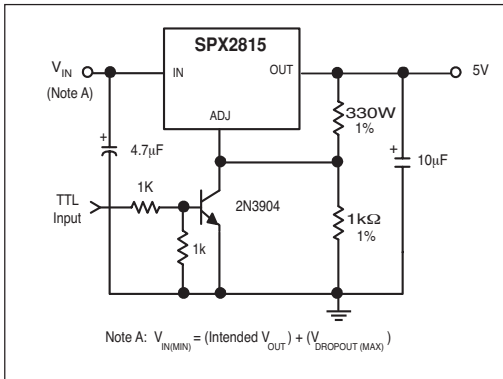 SPX2815
V_IN
(Note A)
IN
OUT
5V
ADJ
330W
1%
+
4.7µF
+
10µF
TTL
Input
1K
2N3904
1kΩ
1%
1k
Note A: V_IN(MIN) = (Intended V_OUT) + (V_DROPOUT (MAX))